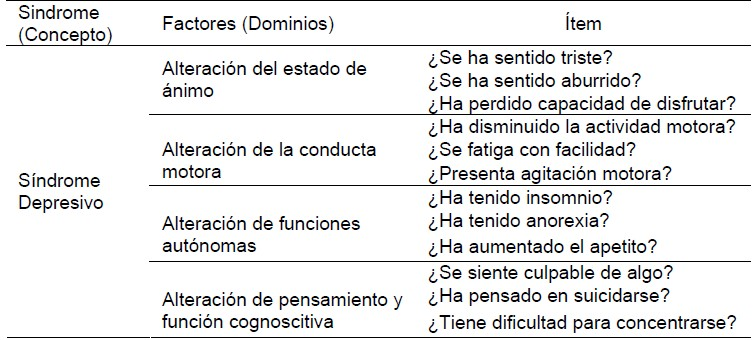 Sindrome (Concepto) Factores (Dominios) Ítem
Síndrome Depresivo
Alteración del estado de ánimo
¿Se ha sentido triste?
¿Se ha sentido aburrido?
¿Ha perdido capacidad de disfrutar?
Alteración de la conducta motora
¿Ha disminuido la actividad motora?
¿Se fatiga con facilidad?
¿Presenta agitación motora?
Alteración de funciones autónomas
¿Ha tenido insomnio?
¿Ha tenido anorexia?
¿Ha aumentado el apetito?
Alteración de pensamiento y función cognoscitiva
¿Se siente culpable de algo?
¿Ha pensado en suicidarse?
¿Tiene dificultad para concentrarse?